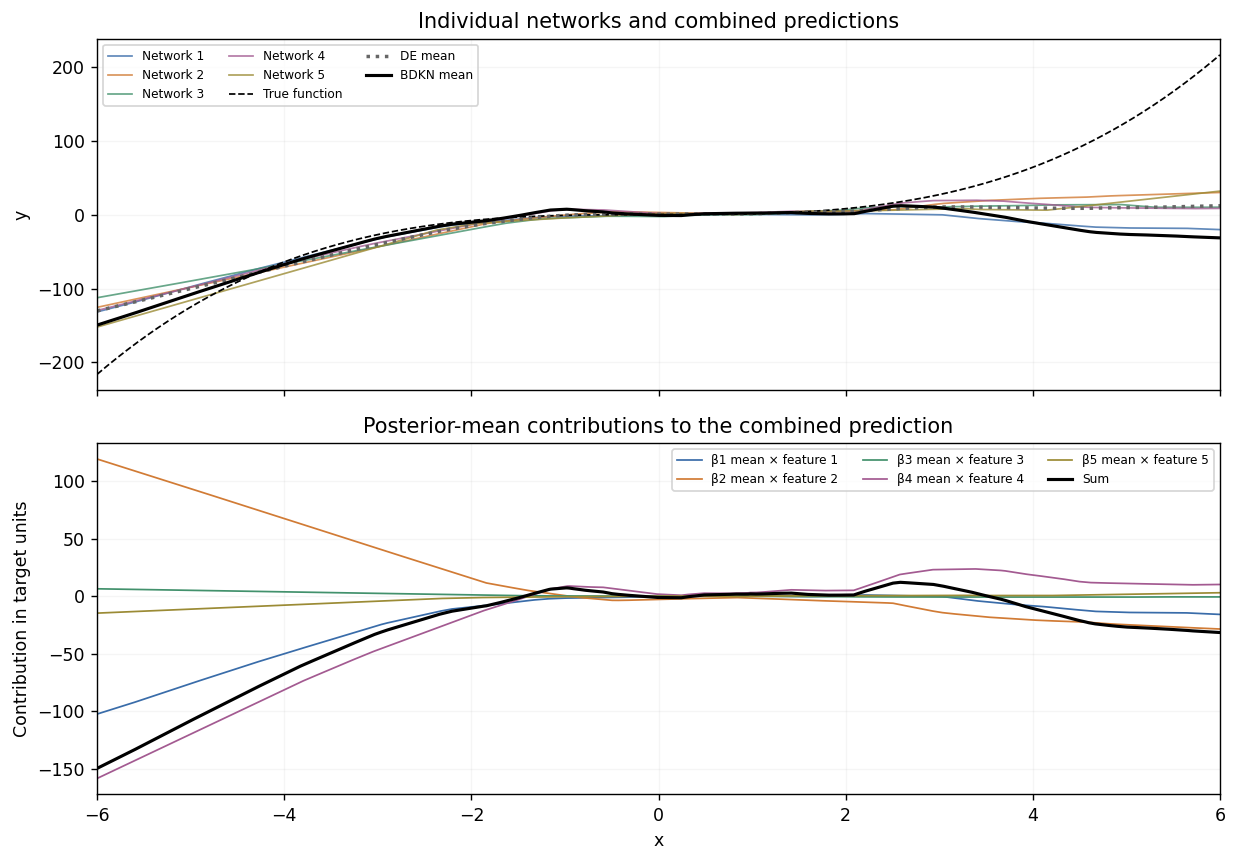 Individual networks and combined predictions
Network 1
Network 2
Network 3
Network 4
Network 5
True function
DE mean
BDKN mean
y
200
100
0
−100
−200
Posterior-mean contributions to the combined prediction
β1 mean × feature 1
β2 mean × feature 2
β3 mean × feature 3
β4 mean × feature 4
β5 mean × feature 5
Sum
Contribution in target units
100
50
0
−50
−100
−150
−6
−4
−2
0
2
4
6
x